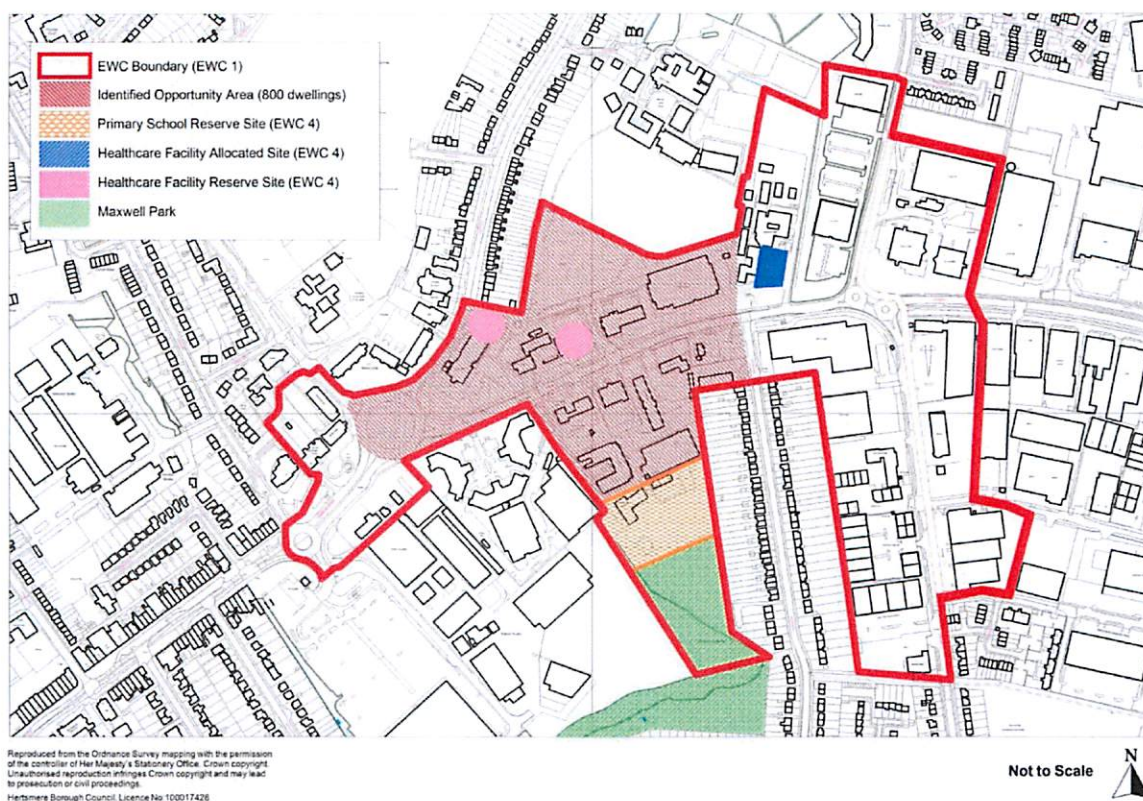 EWC Boundary (EWC 1)
Identified Opportunity Area (800 dwellings)
Primary School Reserve Site (EWC 4)
Healthcare Facility Allocated Site (EWC 4)
Healthcare Facility Reserve Site (EWC 4)
Maxwell Park
Reproduced from the Ordnance Survey mapping with the permission
of the controller of Her Majesty's Stationery Office. Crown copyright.
Unauthorised reproduction infringes Crown copyright and may lead
to prosecution or civil proceedings.
Hertsmere Borough Council. Licence No 100017428
Not to Scale
N